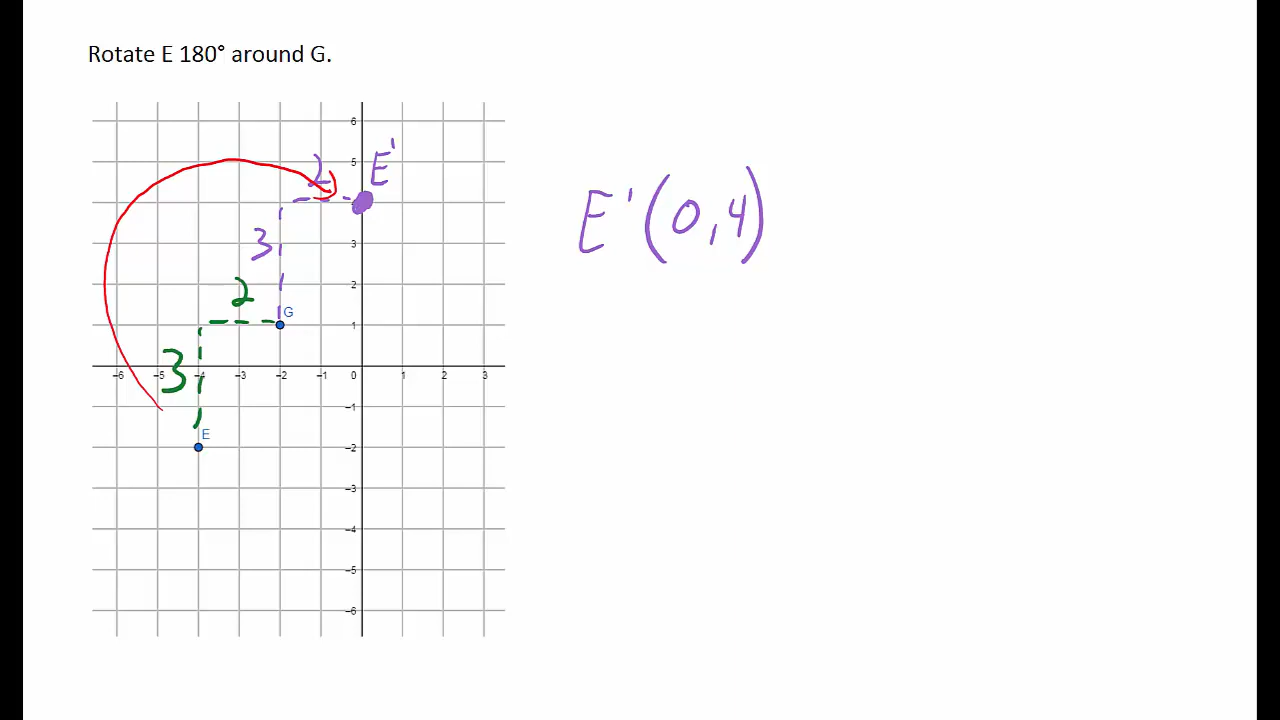 Rotate E 180° around G.
6
2 E'
5
E'(0,4)
3 3
2 2
G
1
3
-6 -5 -4 -3 -2 -1 0 1 2 3
-1
E
-2
-3
-4
-5
-6